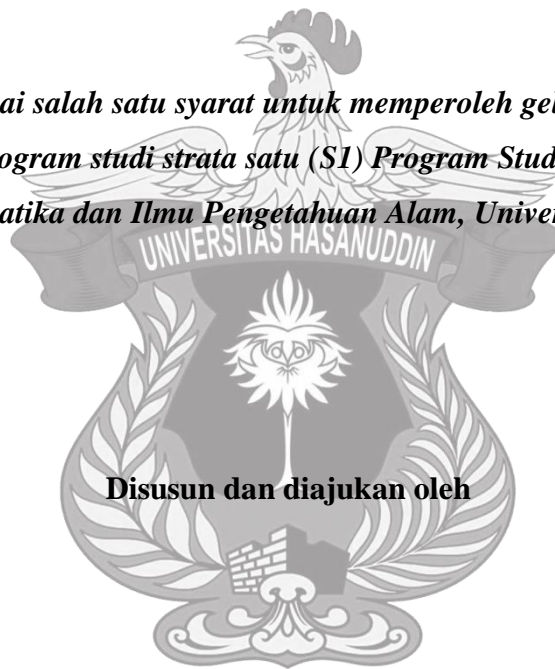 ai salah satu syarat untuk memperoleh gel
ogram studi strata satu (S1) Program Stud
atika dan Ilmu Pengetahuan Alam, Univer
UNIVERSITAS HASANUDDIN
Disusun dan diajukan oleh